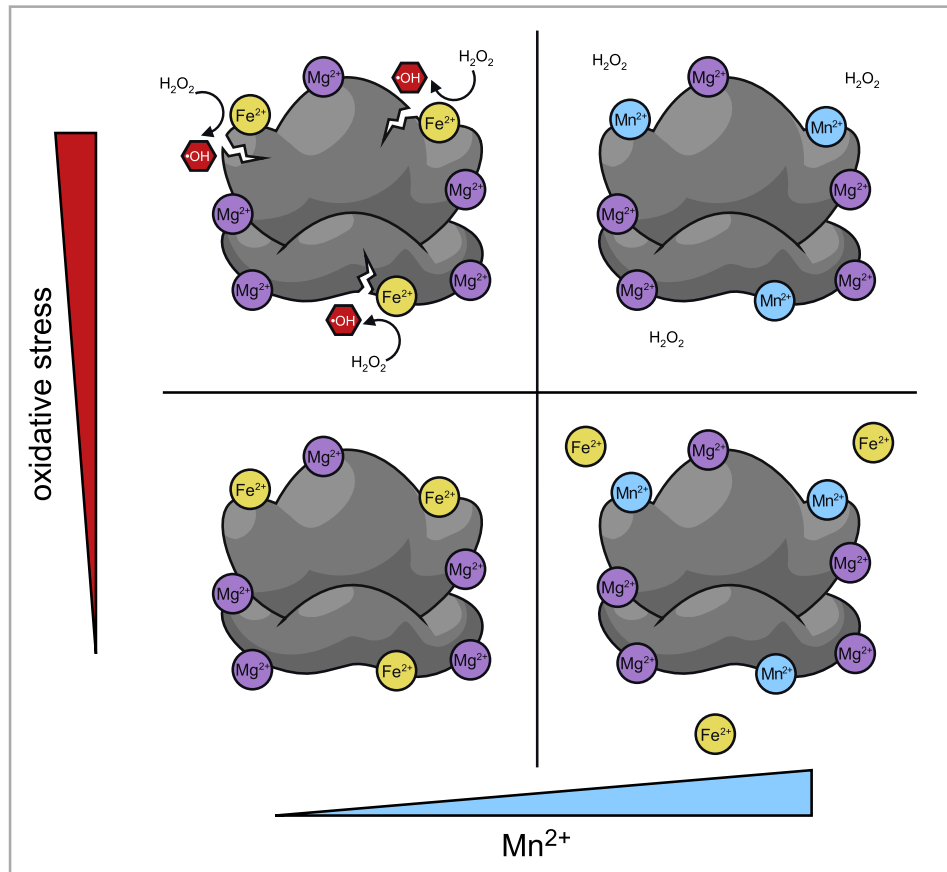 H₂O₂
Mg²⁺
•OH
H₂O₂
Fe²⁺
Fe²⁺
•OH
Mg²⁺
Mg²⁺
Mg²⁺
Mg²⁺
Fe²⁺
•OH
H₂O₂
H₂O₂
Mg²⁺
H₂O₂
Mn²⁺
Mn²⁺
Mg²⁺
Mg²⁺
Mg²⁺
Mg²⁺
Mn²⁺
H₂O₂
oxidative stress
Mg²⁺
Fe²⁺
Fe²⁺
Mg²⁺
Mg²⁺
Mg²⁺
Mg²⁺
Fe²⁺
Fe²⁺
Mg²⁺
Fe²⁺
Mn²⁺
Mn²⁺
Mg²⁺
Mg²⁺
Mg²⁺
Mg²⁺
Mn²⁺
Fe²⁺
Mn²⁺